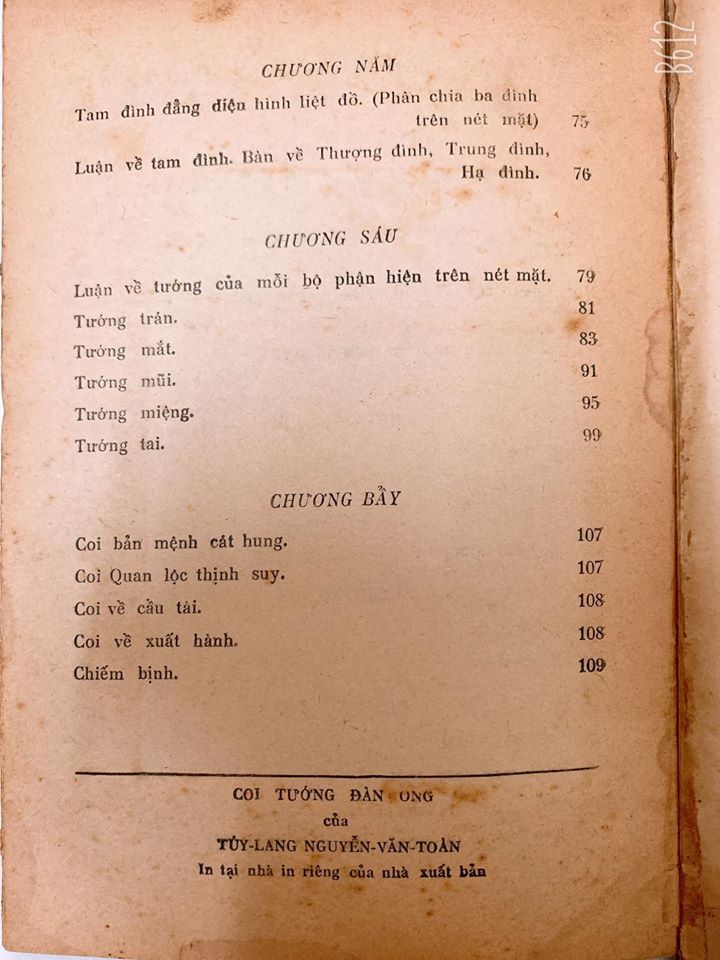 CHƯƠNG NĂM
Tam đình đẳng diện hình liệt đồ. (Phân chia ba đình
trên nét mặt) 75
Luận về tam đình. Bàn về Thượng đình, Trung đình,
Hạ đình. 76
CHƯƠNG SÁU
Luận về tướng của mỗi bộ phận hiện trên nét mặt. 79
Tướng trán. 81
Tướng mắt. 83
Tướng mũi. 91
Tướng miệng. 95
Tướng tai. 99
CHƯƠNG BẨY
Coi bản mệnh cát hung. 107
Coi Quan lộc thịnh suy. 107
Coi về cầu tài. 108
Coi về xuất hành. 108
Chiếm bịnh. 109
COI TƯỚNG ĐÀN ONG
của
TÚY-LANG NGUYỄN-VĂN-TOÀN
In tại nhà in riêng của nhà xuất bản
B612